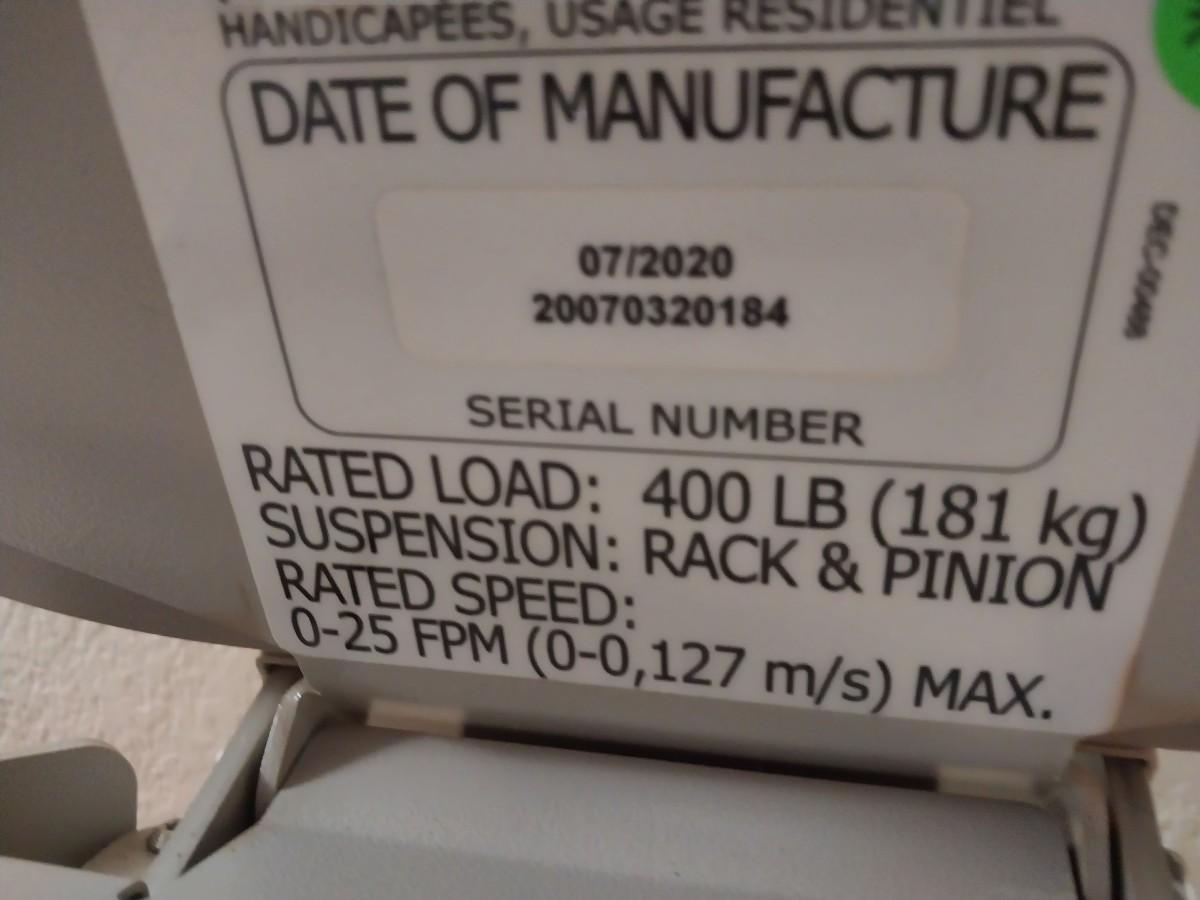 HANDICAPÉES, USAGE RÉSIDENTIEL
DATE OF MANUFACTURE
07/2020
20070320184
SERIAL NUMBER
RATED LOAD: 400 LB (181 kg)
SUSPENSION: RACK & PINION
RATED SPEED:
0-25 FPM (0-0,127 m/s) MAX.